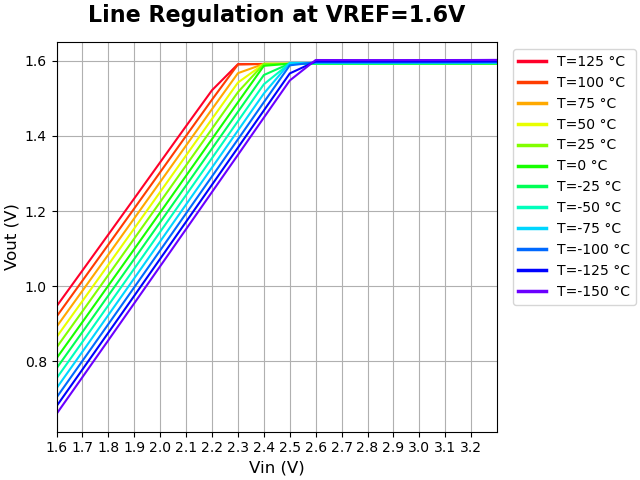 Line Regulation at VREF=1.6V
Vout (V)
1.6
1.4
1.2
1.0
0.8
1.6 1.7 1.8 1.9 2.0 2.1 2.2 2.3 2.4 2.5 2.6 2.7 2.8 2.9 3.0 3.1 3.2
Vin (V)
T=125 °C
T=100 °C
T=75 °C
T=50 °C
T=25 °C
T=0 °C
T=-25 °C
T=-50 °C
T=-75 °C
T=-100 °C
T=-125 °C
T=-150 °C